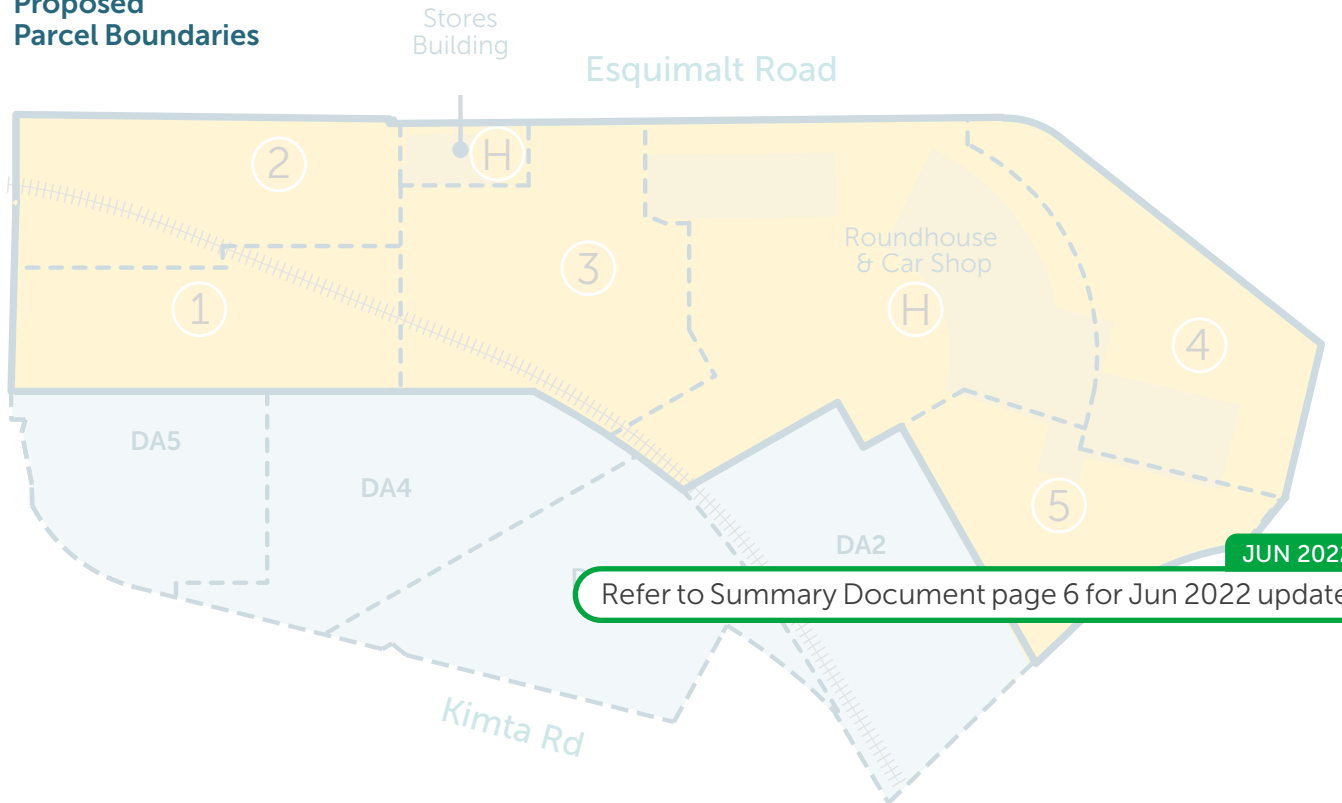 Proposed
Parcel Boundaries
Stores
Building
Esquimalt Road
2
H
3
Roundhouse
& Car Shop
1
H
4
DA5
DA4
5
DA2
JUN 2022
Refer to Summary Document page 6 for Jun 2022 update
Kimta Rd